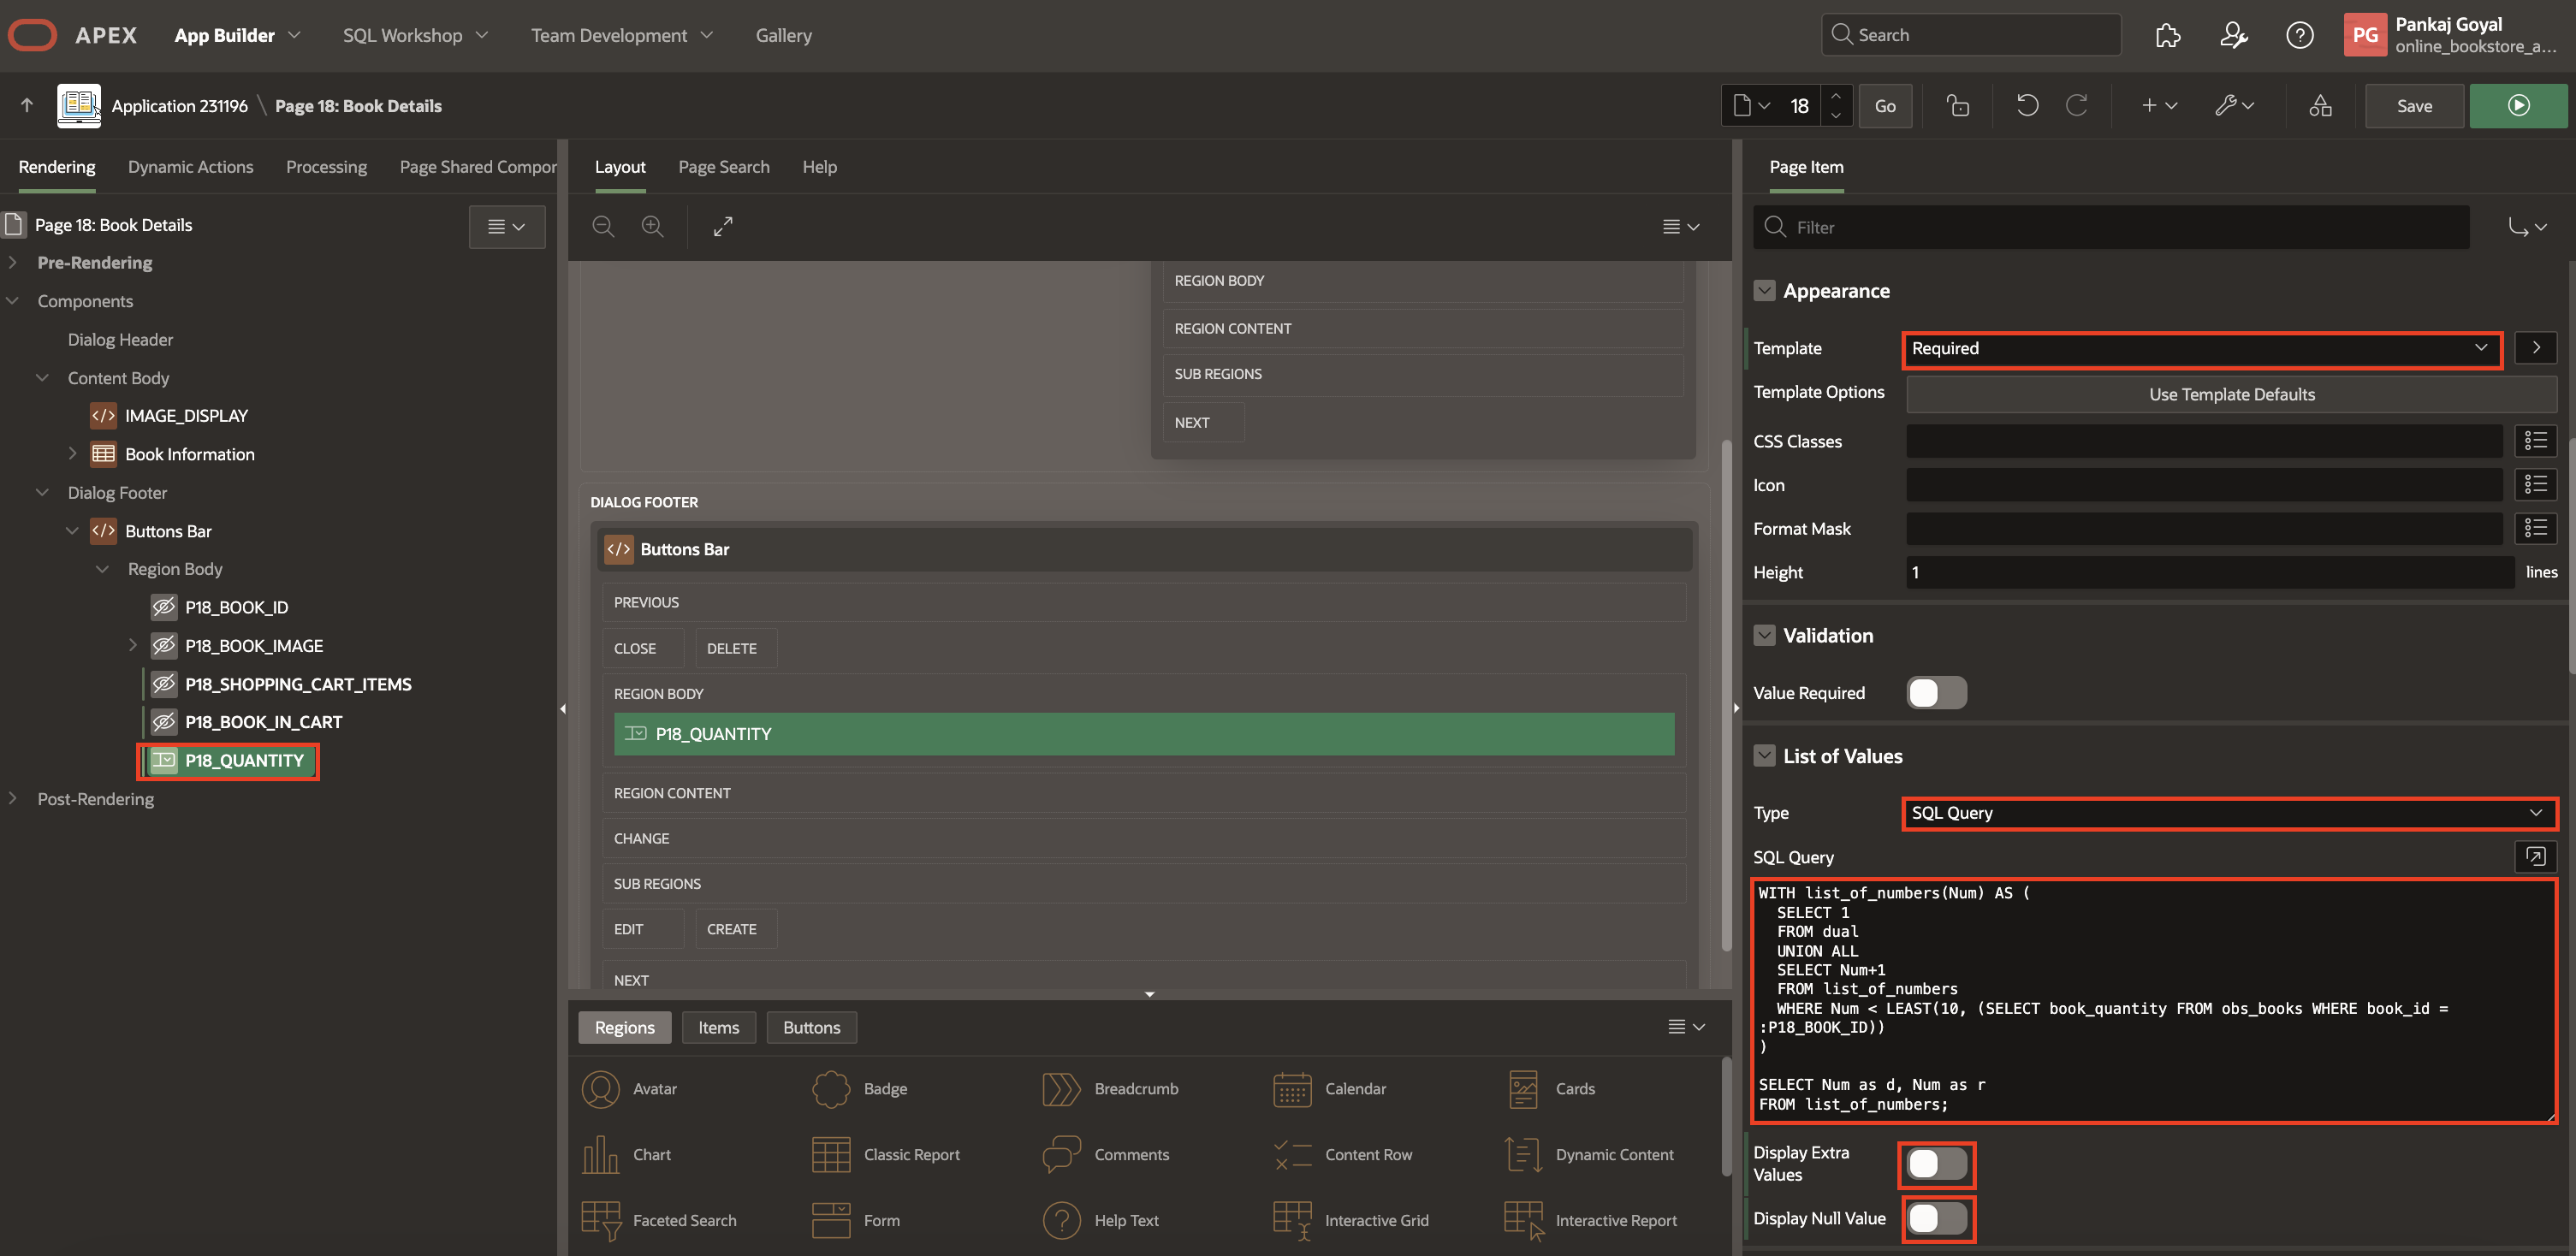 APEX
App Builder
SQL Workshop
Team Development
Gallery
Search
PG
Pankaj Goyal
online_bookstore_a...
Application 231196 \ Page 18: Book Details
18
Go
Save
Rendering
Dynamic Actions
Processing
Page Shared Compor
Layout
Page Search
Help
Page Item
Page 18: Book Details
Pre-Rendering
Components
Dialog Header
Content Body
IMAGE_DISPLAY
Book Information
Dialog Footer
Buttons Bar
Region Body
P18_BOOK_ID
P18_BOOK_IMAGE
P18_SHOPPING_CART_ITEMS
P18_BOOK_IN_CART
P18_QUANTITY
Post-Rendering
REGION BODY
REGION CONTENT
SUB REGIONS
NEXT
DIALOG FOOTER
Buttons Bar
PREVIOUS
CLOSE
DELETE
REGION BODY
P18_QUANTITY
REGION CONTENT
CHANGE
SUB REGIONS
EDIT
CREATE
NEXT
Regions
Items
Buttons
Avatar
Badge
Breadcrumb
Calendar
Cards
Chart
Classic Report
Comments
Content Row
Dynamic Content
Faceted Search
Form
Help Text
Interactive Grid
Interactive Report
Filter
Appearance
Template
Required
Template Options
Use Template Defaults
CSS Classes
Icon
Format Mask
Height
1
lines
Validation
Value Required
List of Values
Type
SQL Query
SQL Query
WITH list_of_numbers(Num) AS (
SELECT 1
FROM dual
UNION ALL
SELECT Num+1
FROM list_of_numbers
WHERE Num < LEAST(10, (SELECT book_quantity FROM obs_books WHERE book_id =
:P18_BOOK_ID))
)
SELECT Num as d, Num as r
FROM list_of_numbers;
Display Extra
Values
Display Null Value